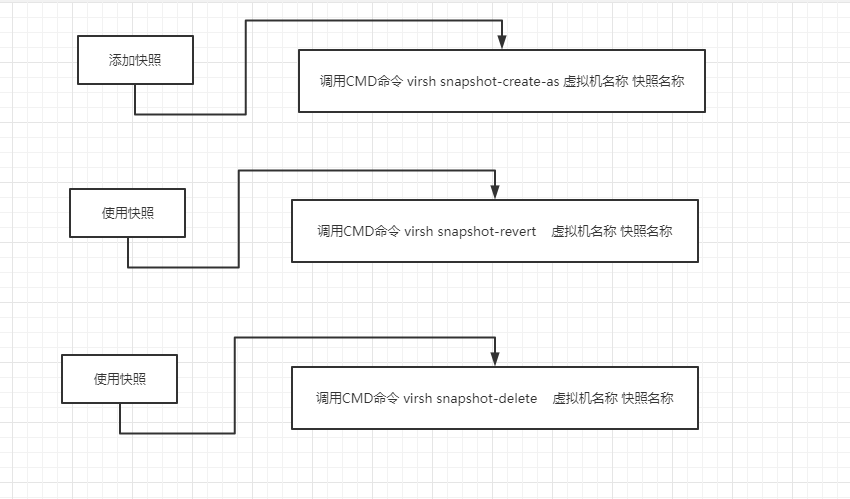 添加快照
调用CMD命令 virsh snapshot-create-as 虚拟机名称 快照名称
使用快照
调用CMD命令 virsh snapshot-revert 虚拟机名称 快照名称
使用快照
调用CMD命令 virsh snapshot-delete 虚拟机名称 快照名称